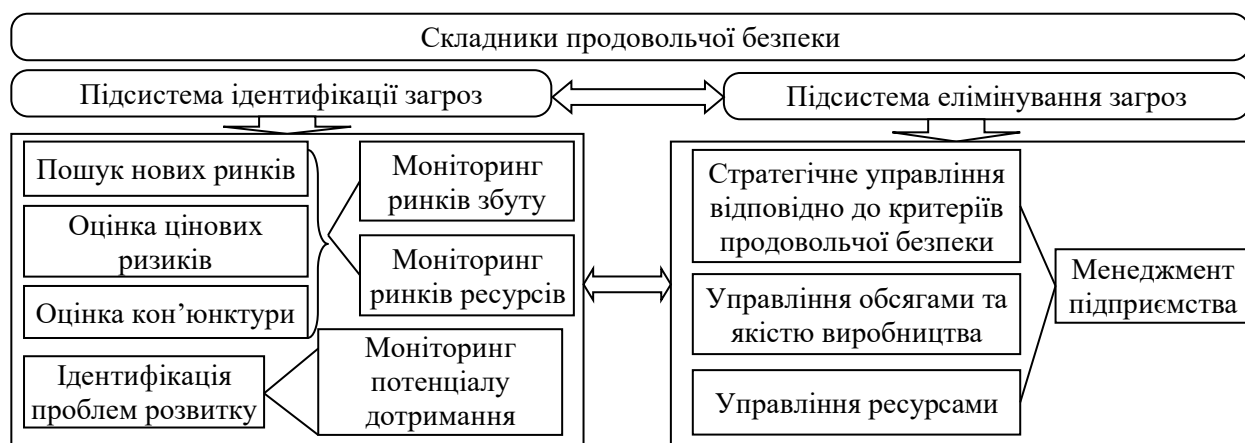 Складники продовольчої безпеки
Підсистема ідентифікації загроз
Підсистема елімінування загроз
Пошук нових ринків
Оцінка цінових
ризиків
Оцінка кон’юнктури
Ідентифікація
проблем розвитку
Моніторинг
ринків збуту
Моніторинг
ринків ресурсів
Моніторинг
потенціалу
дотримання
Стратегічне управління
відповідно до критеріїв
продовольчої безпеки
Управління обсягами та
якістю виробництва
Управління ресурсами
Менеджмент
підприємства